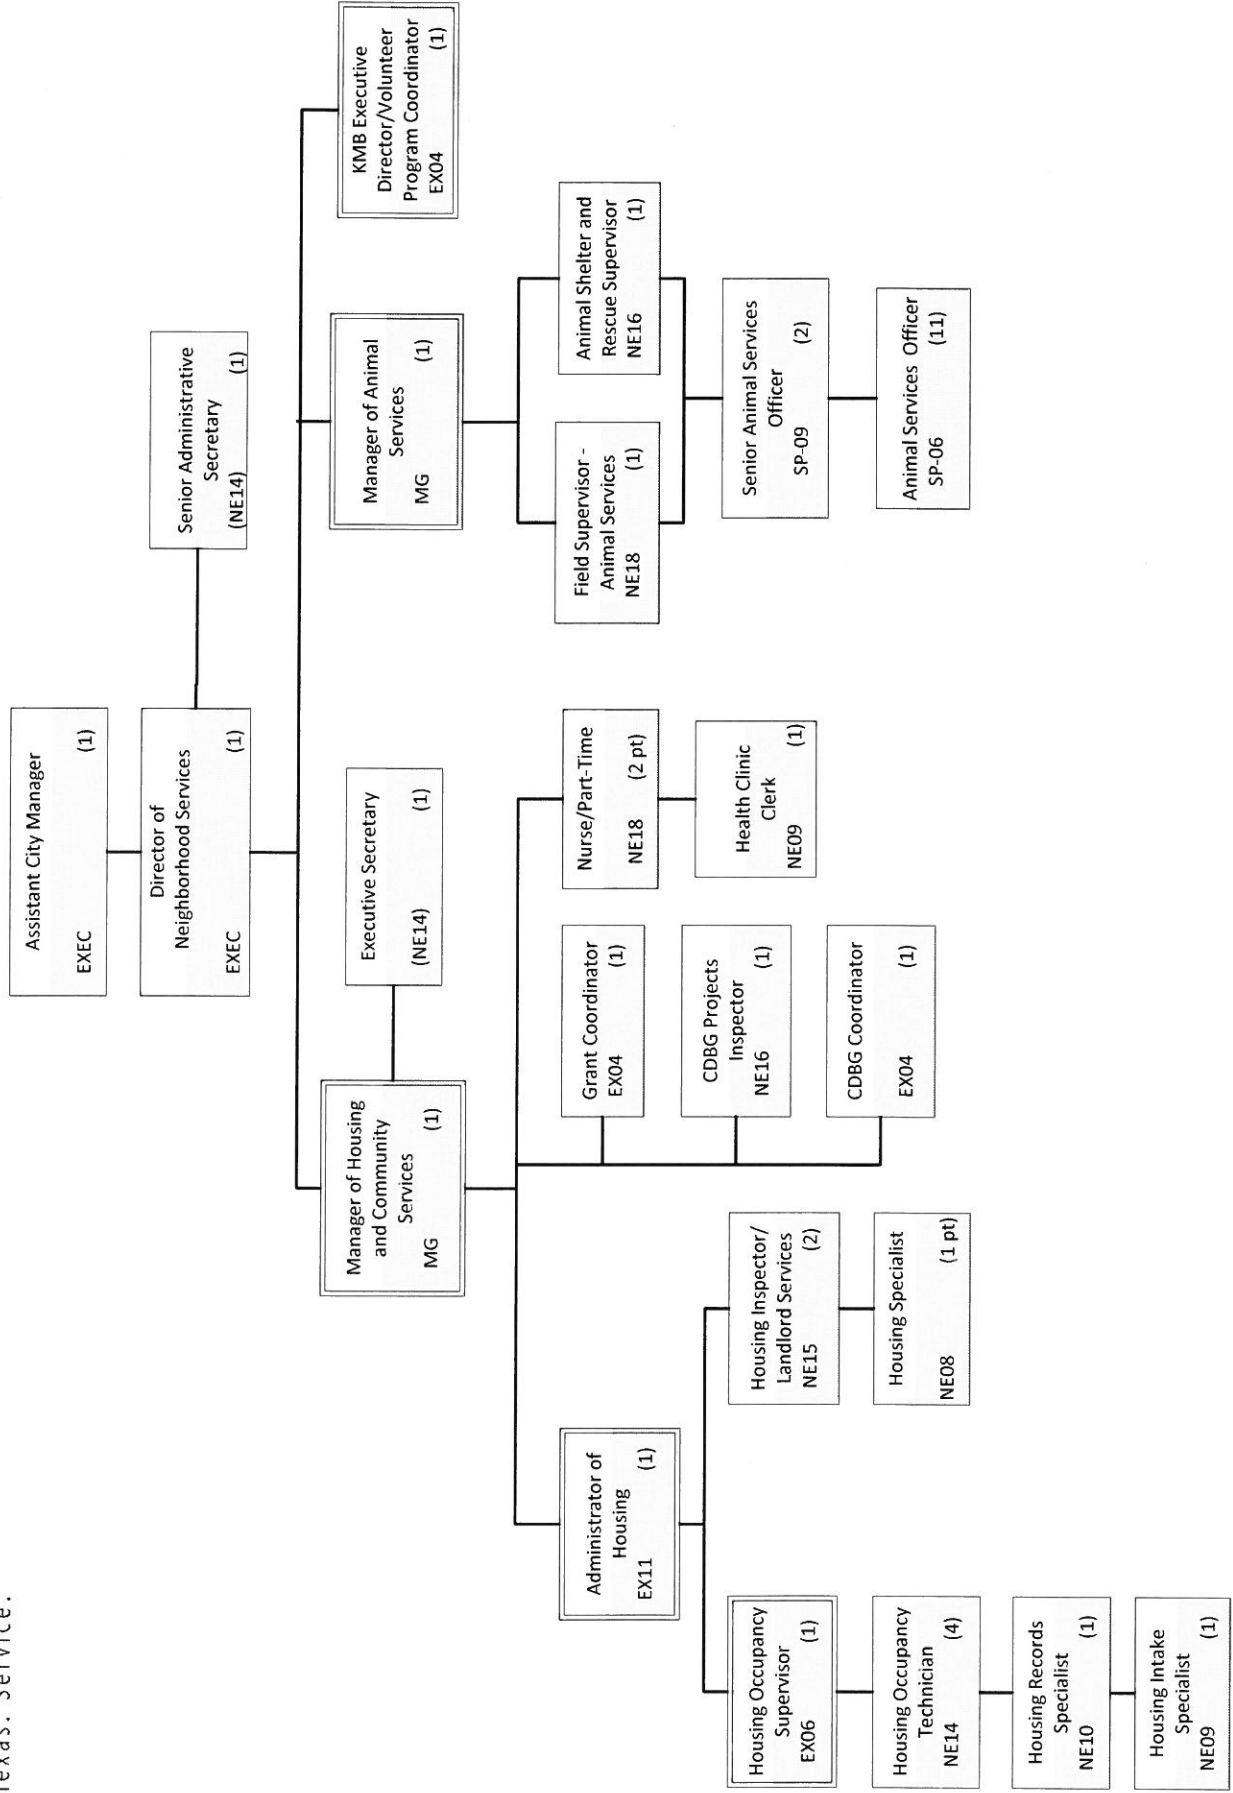 Texas. Service.
Assistant City Manager
EXEC (1)
Director of
Neighborhood Services
EXEC (1)
Senior Administrative
Secretary
(NE14) (1)
Manager of Housing
and Community
Services
MG (1)
Executive Secretary
(NE14) (1)
Manager of Animal
Services
MG (1)
KMB Executive
Director/Volunteer
Program Coordinator
EX04 (1)
Administrator of
Housing
EX11 (1)
Grant Coordinator
EX04 (1)
CDBG Projects
Inspector
NE16 (1)
CDBG Coordinator
EX04 (1)
Nurse/Part-Time
NE18 (2 pt)
Health Clinic
Clerk
NE09 (1)
Field Supervisor -
Animal Services
NE18 (1)
Animal Shelter and
Rescue Supervisor
NE16 (1)
Senior Animal Services
Officer
SP-09 (2)
Animal Services Officer
SP-06 (11)
Housing Occupancy
Supervisor
EX06 (1)
Housing Occupancy
Technician
NE14 (4)
Housing Records
Specialist
NE10 (1)
Housing Intake
Specialist
NE09 (1)
Housing Inspector/
Landlord Services
NE15 (2)
Housing Specialist
NE08 (1 pt)